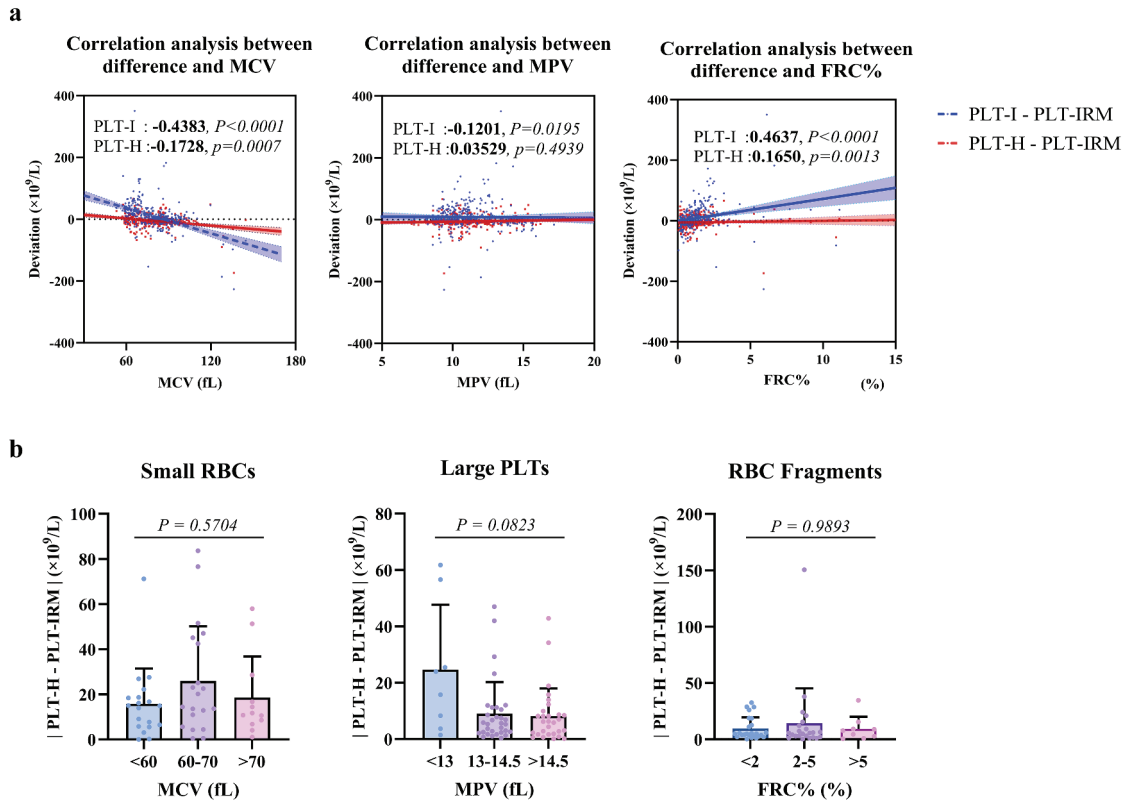 a
Correlation analysis between
difference and MCV
Correlation analysis between
difference and MPV
Correlation analysis between
difference and FRC%
PLT-I : -0.4383, P<0.0001
PLT-H :-0.1728, p=0.0007
PLT-I :-0.1201, P=0.0195
PLT-H :0.03529, p=0.4939
PLT-I :0.4637, P<0.0001
PLT-H :0.1650, p=0.0013
PLT-I - PLT-IRM
PLT-H - PLT-IRM
Deviation (×10⁹/L)
400
200
0
-200
-400
60
120
180
MCV (fL)
Deviation (×10⁹/L)
400
200
0
-200
-400
5
10
15
20
MPV (fL)
Deviation (×10⁹/L)
400
200
0
-200
-400
0
5
10
15
FRC%
(%)
b
Small RBCs
P = 0.5704
| PLT-H - PLT-IRM | (×10⁹/L)
100
80
60
40
20
0
<60
60-70
>70
MCV (fL)
Large PLTs
P = 0.0823
| PLT-H - PLT-IRM | (×10⁹/L)
80
60
40
20
0
<13
13-14.5
>14.5
MPV (fL)
RBC Fragments
P = 0.9893
| PLT-H - PLT-IRM | (×10⁹/L)
200
150
100
50
0
<2
2-5
>5
FRC% (%)